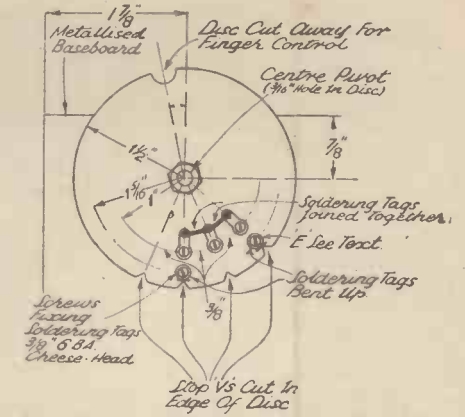 1 7/8"
Metallised
Baseboard
Disc Cut Away For
Finger Control
Centre Pivot
(3/16" Hole In Disc)
7/8"
1 1/2"
1 5/16"
1"
P
Soldering Tags
Joined Together.
E See Text.
Soldering Tags
Bent Up.
3/8"
Screws
Fixing
Soldering Tags
3/8" 6 B.A.
Cheese-Head
Stop Vs Cut In
Edge Of Disc